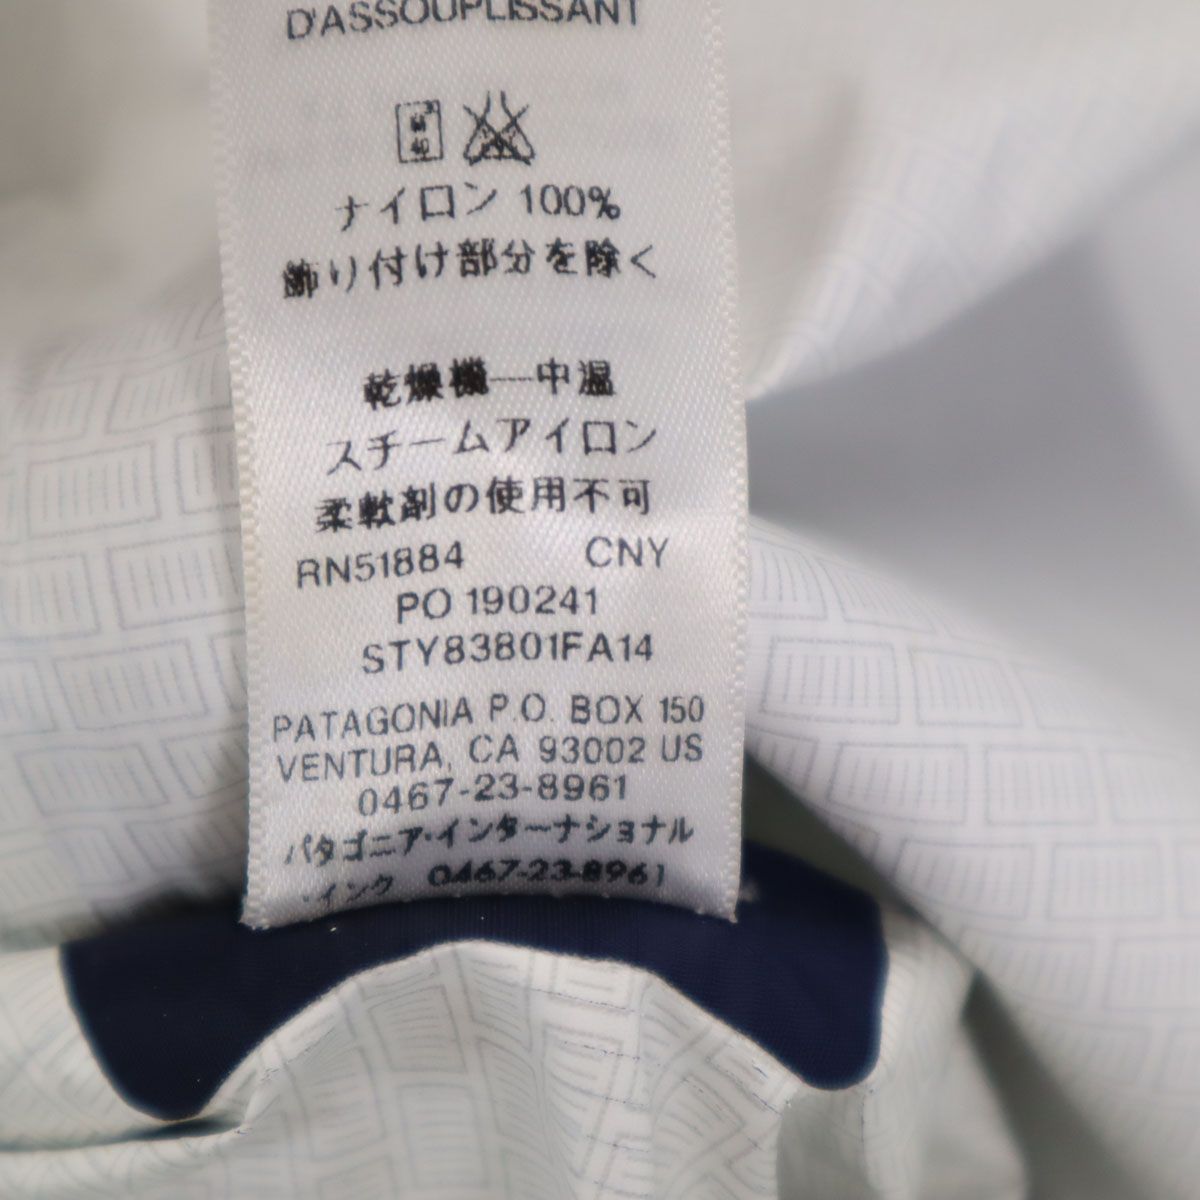 D'ASSOUPLISSANT
40
ナイロン 100%
飾り付け部分を除く
乾燥機—中温
スチームアイロン
柔軟剤の使用不可
RN51884 CNY
PO 190241
STY83801FA14
PATAGONIA P.O. BOX 150
VENTURA, CA 93002 US
0467-23-8961
パタゴニア・インターナショナル
・インク 0467-23-8961